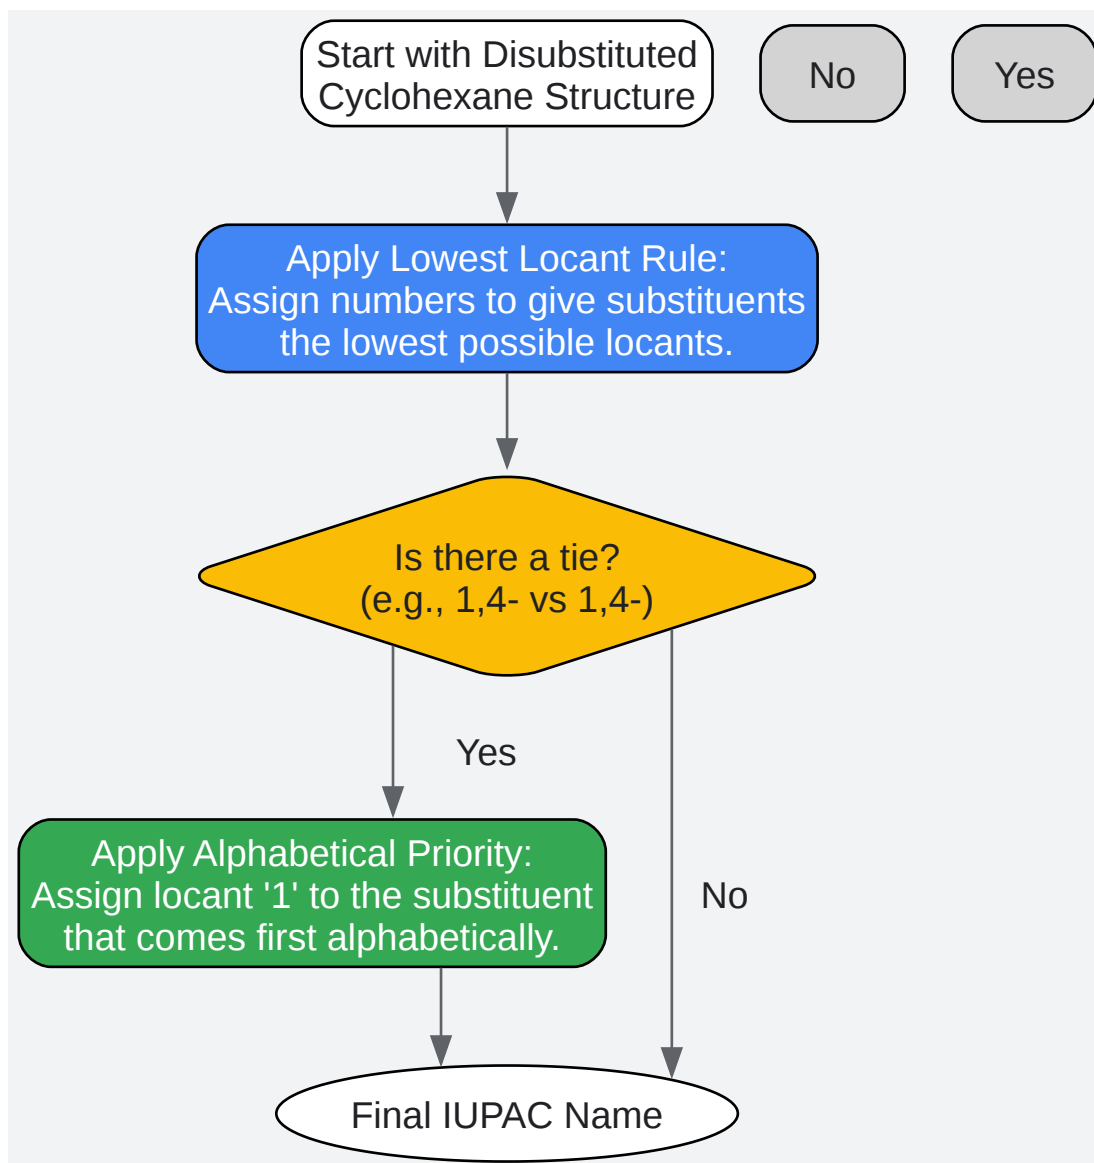 Start with Disubstituted
Cyclohexane Structure
No
Yes
Apply Lowest Locant Rule:
Assign numbers to give substituents
the lowest possible locants.
Is there a tie?
(e.g., 1,4- vs 1,4-)
Yes
Apply Alphabetical Priority:
Assign locant '1' to the substituent
that comes first alphabetically.
No
Final IUPAC Name